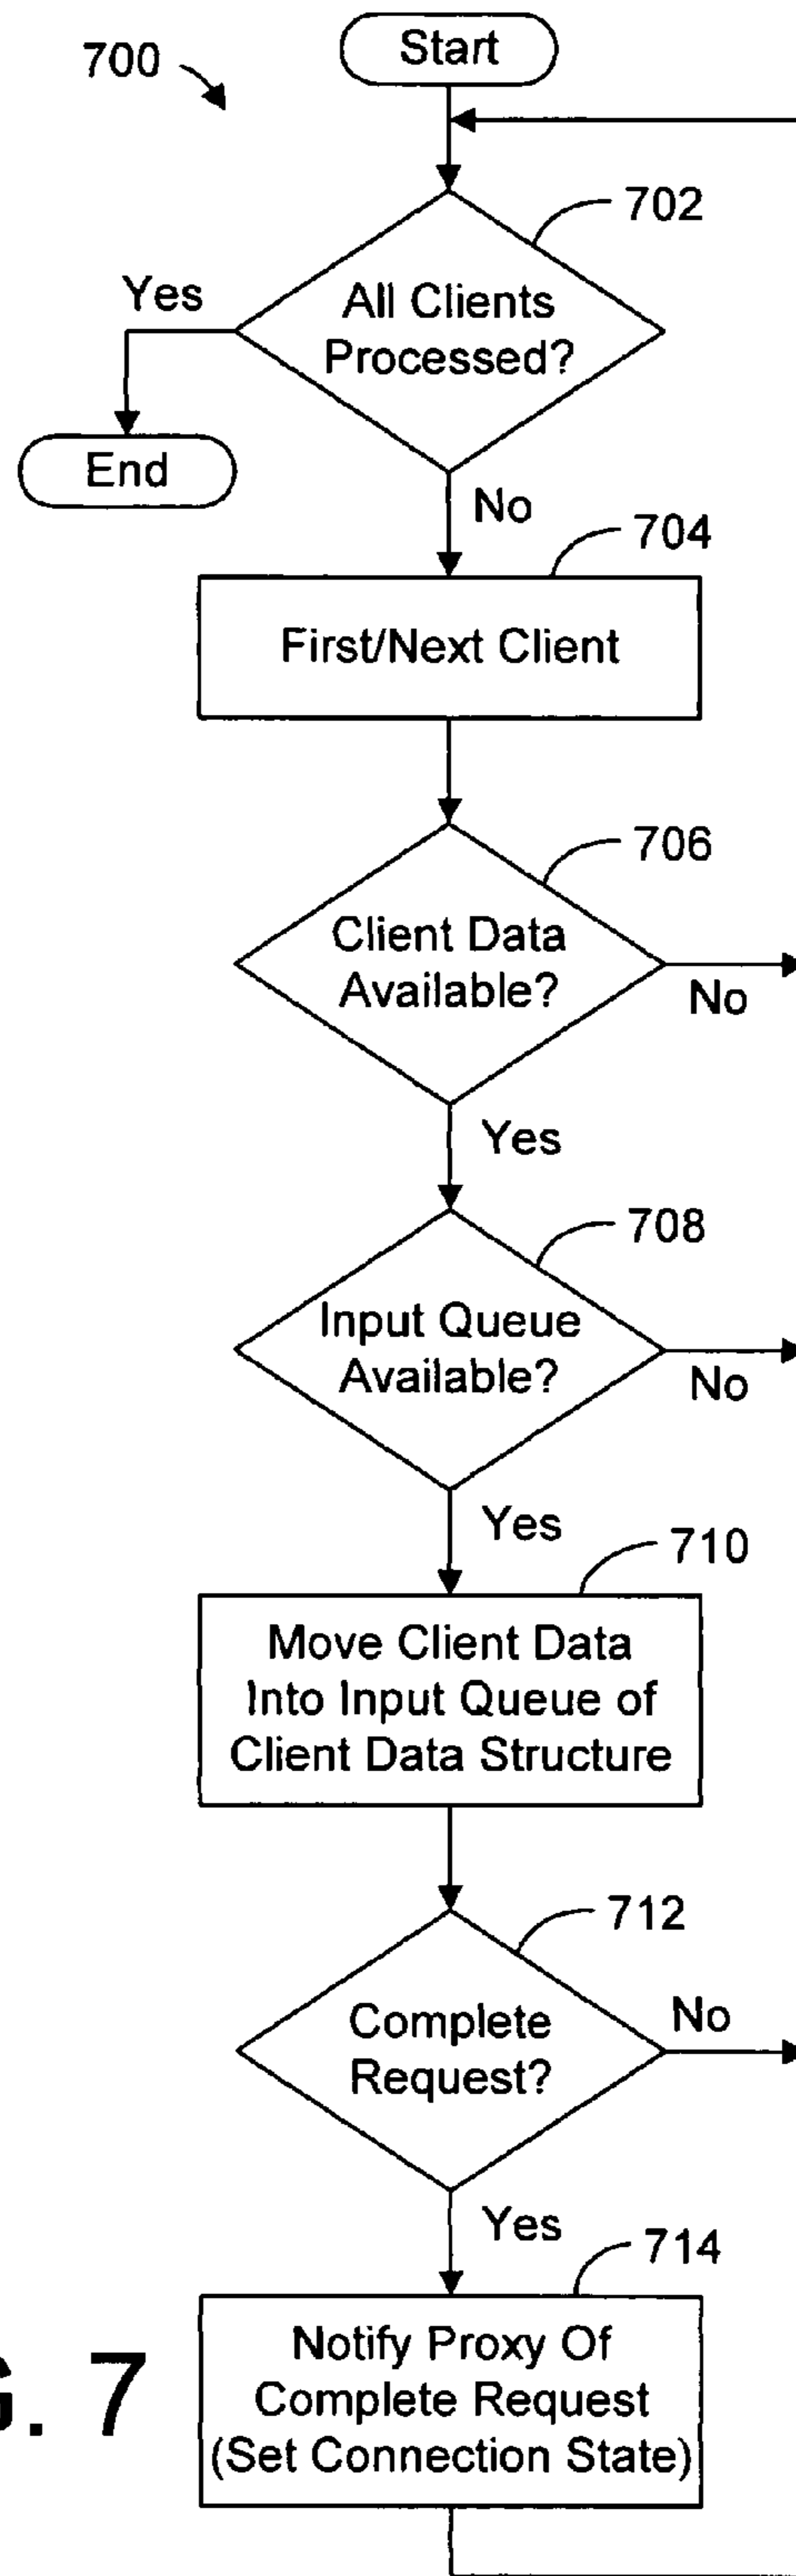 700
Start
702
Yes
All Clients
Processed?
End
No
704
First/Next Client
706
Client Data
Available?
No
Yes
708
Input Queue
Available?
No
Yes
710
Move Client Data
Into Input Queue of
Client Data Structure
712
No
Complete
Request?
Yes
714
G. 7
Notify Proxy Of
Complete Request
(Set Connection State)